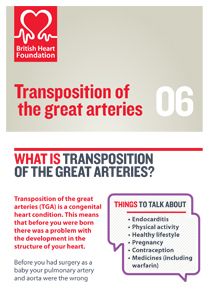 British Heart
Foundation
Transposition of
the great arteries
06
WHAT IS TRANSPOSITION
OF THE GREAT ARTERIES?
Transposition of the great
arteries (TGA) is a congenital
heart condition. This means
that before you were born
there was a problem with
the development in the
structure of your heart.
Before you had surgery as a
baby your pulmonary artery
and aorta were the wrong
THINGS TO TALK ABOUT
• Endocarditis
• Physical activity
• Healthy lifestyle
• Pregnancy
• Contraception
• Medicines (including
warfarin)